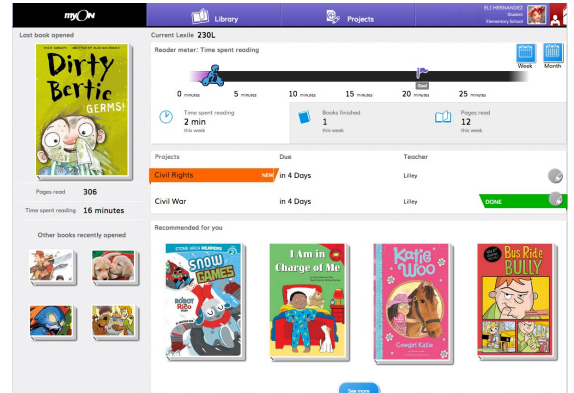 myON
Library
Projects
ELI HERNANDEZ
Student
Elementary School
Last book opened
Current Lexile 230L
Reader meter: Time spent reading
Week
Month
Dirty
Bertie
GERMS!
Goal
0 minutes
5 minutes
10 minutes
15 minutes
20 minutes
25 minutes
Time spent reading
2 min
this week
Books finished
1
this week
Pages read
12
this week
Projects
Due
Teacher
Civil Rights
NEW
in 4 Days
Lilley
Civil War
in 4 Days
Lilley
DONE
Pages read 306
Time spent reading 16 minutes
Other books recently opened
Recommended for you
STONE ARCH READERS
2
SNOW
GAMES
ROBOT
Rico
I Am in
Charge of Me
Katie
Woo
Cowgirl Katie
Bus Ride
BULLY
See more